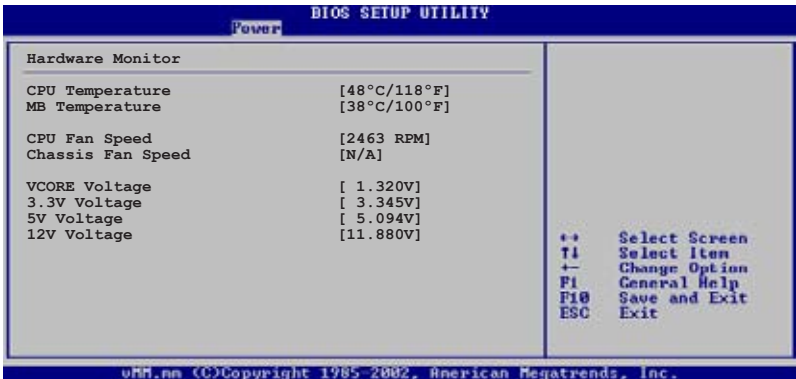 BIOS SETUP UTILITY
Power
Hardware Monitor
CPU Temperature [48°C/118°F]
MB Temperature [38°C/100°F]
CPU Fan Speed [2463 RPM]
Chassis Fan Speed [N/A]
VCORE Voltage [ 1.320V]
3.3V Voltage [ 3.345V]
5V Voltage [ 5.094V]
12V Voltage [11.880V]
←→ Select Screen
↑↓ Select Item
+- Change Option
F1 General Help
F10 Save and Exit
ESC Exit
vMM.mm (C)Copyright 1985-2002, American Megatrends, Inc.